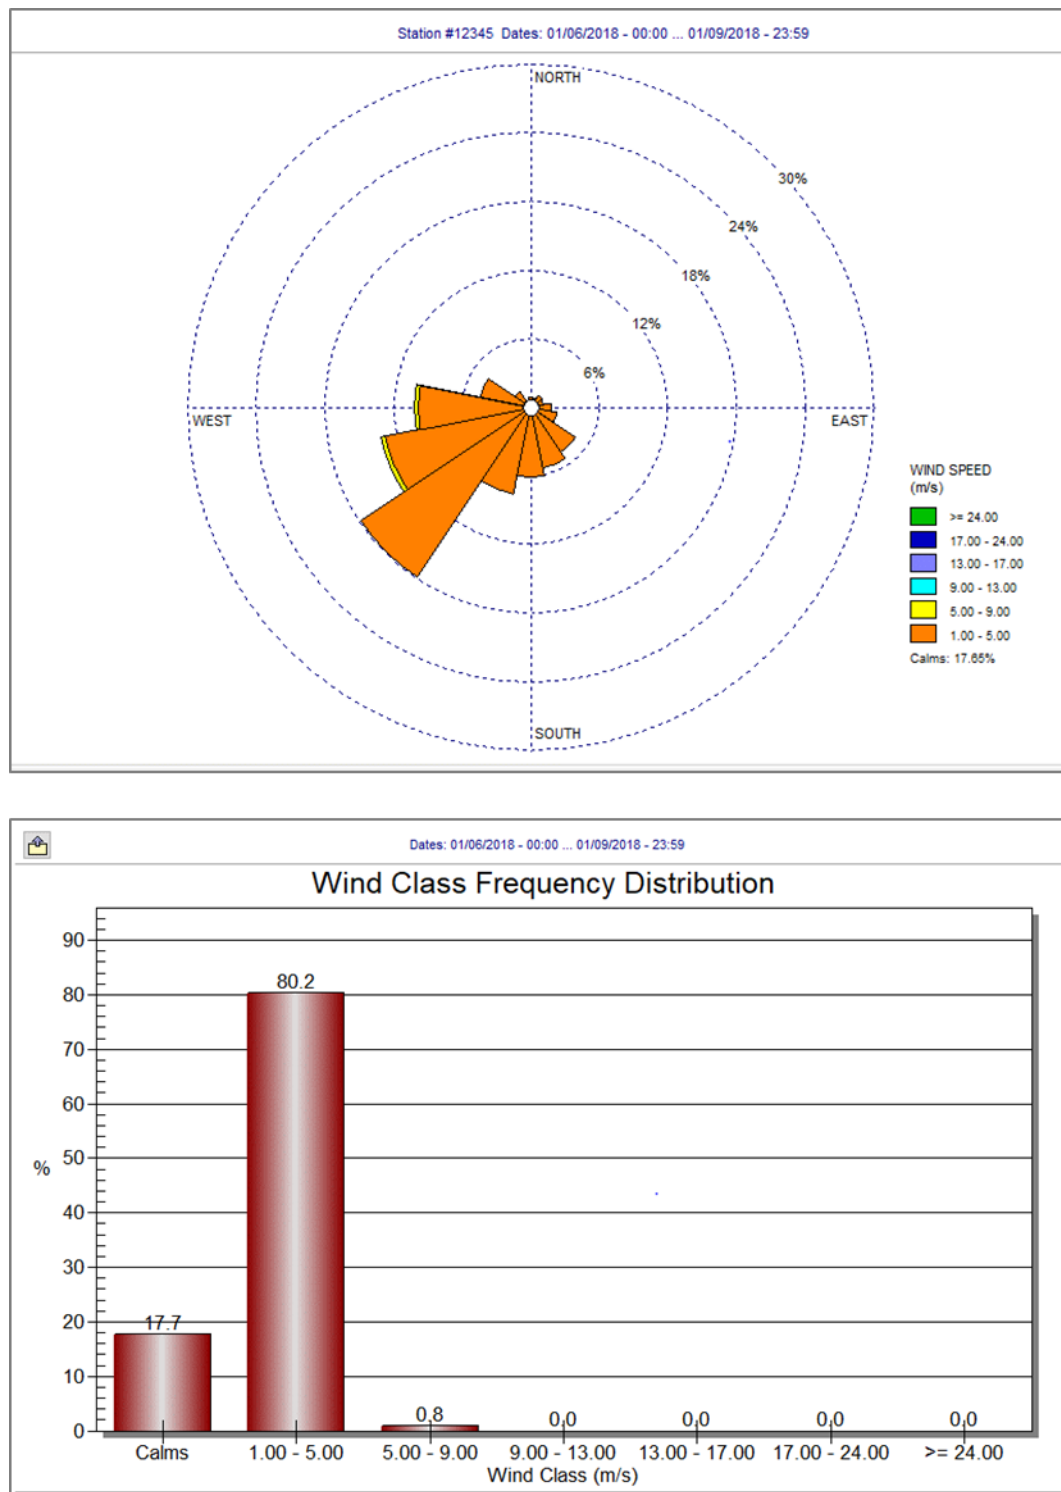 Station #12345 Dates: 01/06/2018 - 00:00 ... 01/09/2018 - 23:59
NORTH
30%
24%
18%
12%
6%
WEST
EAST
WIND SPEED
(m/s)
>= 24.00
17.00 - 24.00
13.00 - 17.00
9.00 - 13.00
5.00 - 9.00
1.00 - 5.00
Calms: 17.65%
SOUTH
Dates: 01/06/2018 - 00:00 ... 01/09/2018 - 23:59
Wind Class Frequency Distribution
90
80.2
80
70
60
%
50
40
30
17.7
20
10
0.8 0.0 0.0 0.0 0.0
0
Calms 1.00 - 5.00 5.00 - 9.00 9.00 - 13.00 13.00 - 17.00 17.00 - 24.00 >= 24.00
Wind Class (m/s)